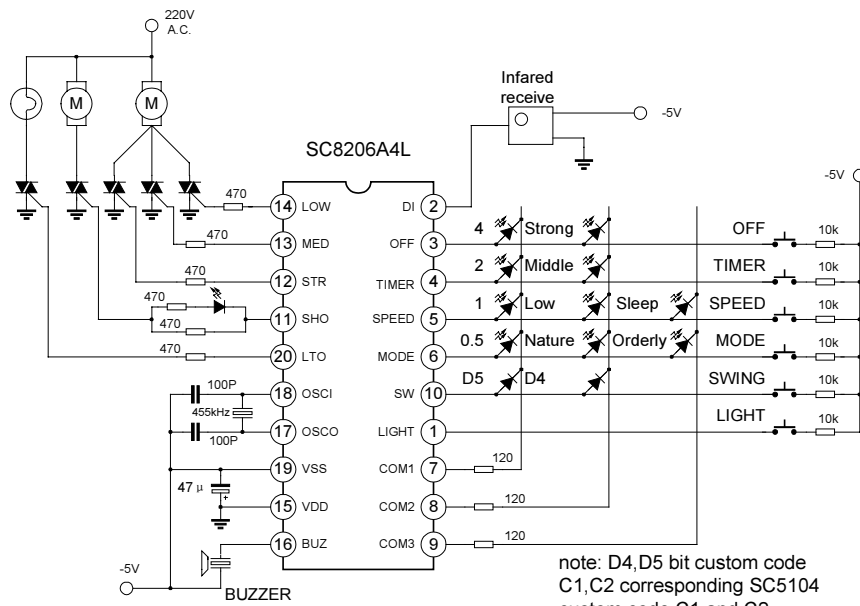 220V
A.C.
Infared
receive
-5V
SC8206A4L
-5V
M
M
470
14 LOW
DI 2
4 Strong
OFF
10k
470
13 MED
OFF 3
2 Middle
TIMER
10k
470
12 STR
TIMER 4
1 Low
Sleep
SPEED
10k
470
470
11 SHO
SPEED 5
0.5 Nature
Orderly
MODE
10k
470
20 LTO
MODE 6
D5 D4
SWING
10k
100P
18 OSCI
SW 10
LIGHT
10k
455kHz
100P
17 OSCO
LIGHT 1
19 VSS
COM1 7
120
47 μ
+
15 VDD
COM2 8
120
16 BUZ
COM3 9
120
-5V
BUZZER
note: D4,D5 bit custom code
C1,C2 corresponding SC5104
custom code C1 and C2